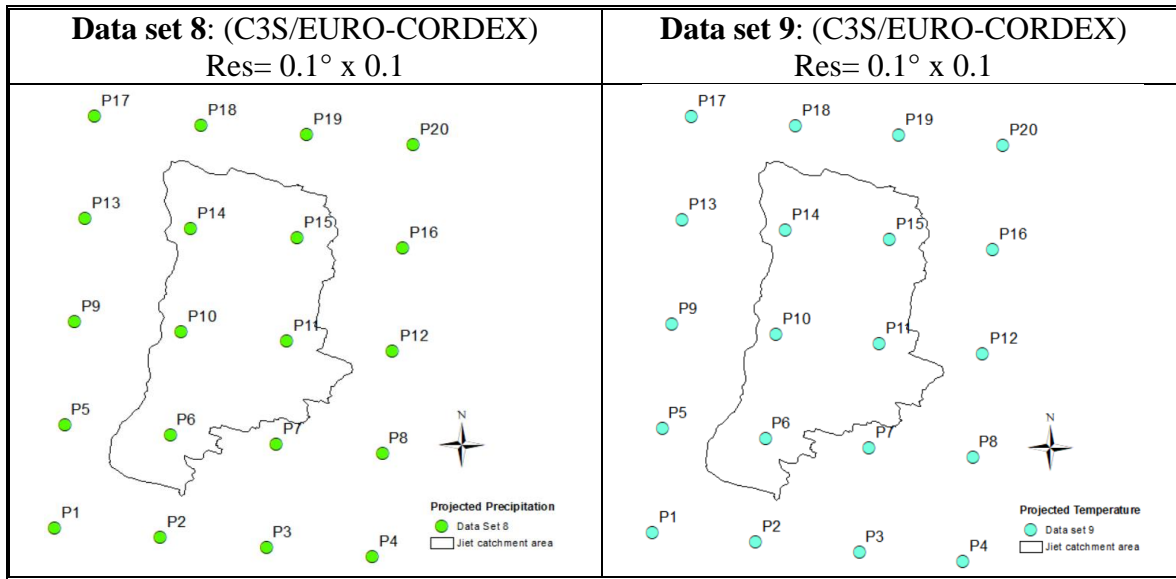 Data set 8: (C3S/EURO-CORDEX)
Res= 0.1° x 0.1
P17
P18
P19
P20
P13
P14
P15
P16
P9
P10
P11
P12
P5
P6
P7
P8
N
P1
P2
P3
P4
Projected Precipitation
Data Set 8
Jiet catchment area
Data set 9: (C3S/EURO-CORDEX)
Res= 0.1° x 0.1
P17
P18
P19
P20
P13
P14
P15
P16
P9
P10
P11
P12
P5
P6
P7
P8
N
P1
P2
P3
P4
Projected Temperature
Data set 9
Jiet catchment area